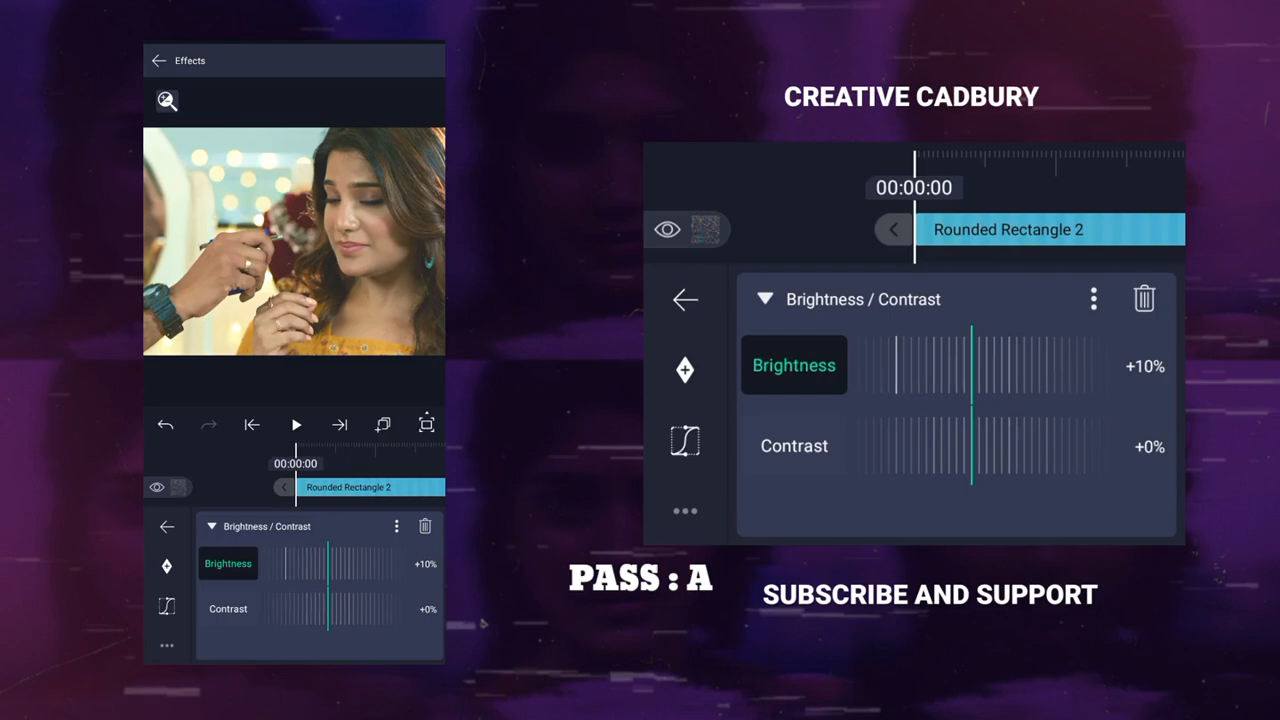 Effects
00:00:00
Rounded Rectangle 2
Brightness / Contrast
Brightness
+10%
Contrast
+0%
CREATIVE CADBURY
00:00:00
Rounded Rectangle 2
Brightness / Contrast
Brightness
+10%
Contrast
+0%
PASS : A
SUBSCRIBE AND SUPPORT